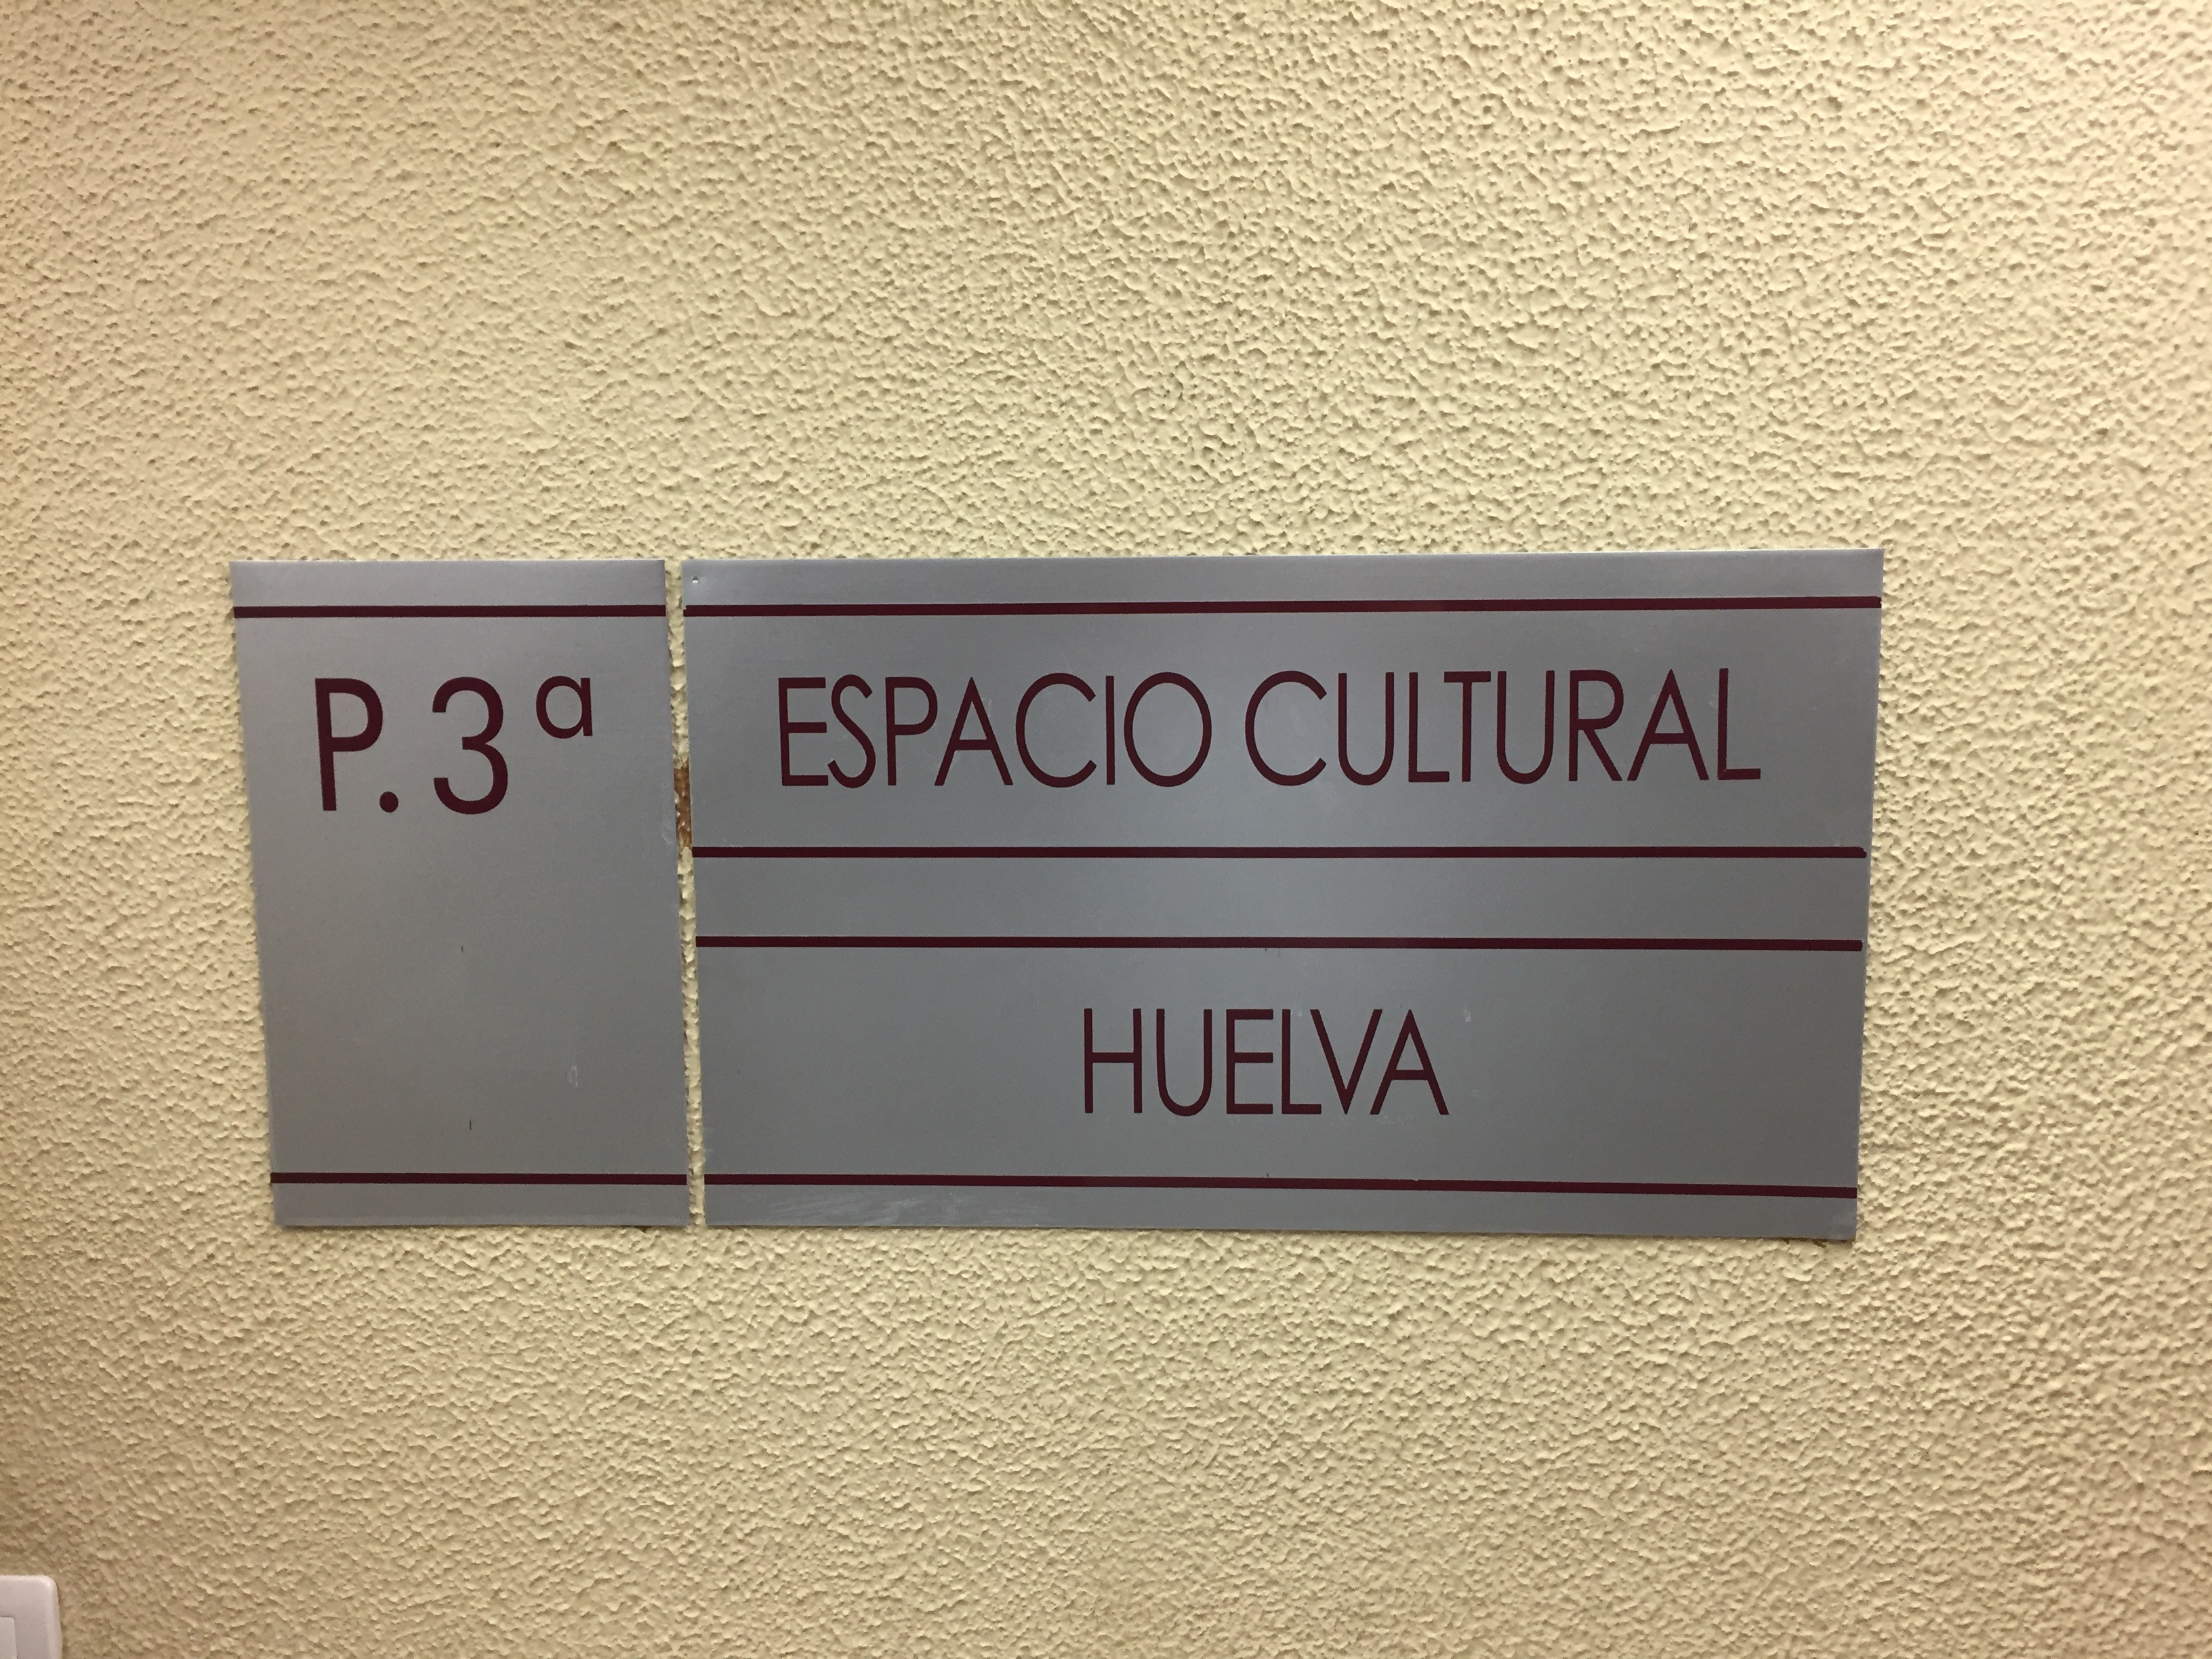 P. 3ª
ESPACIO CULTURAL
HUELVA